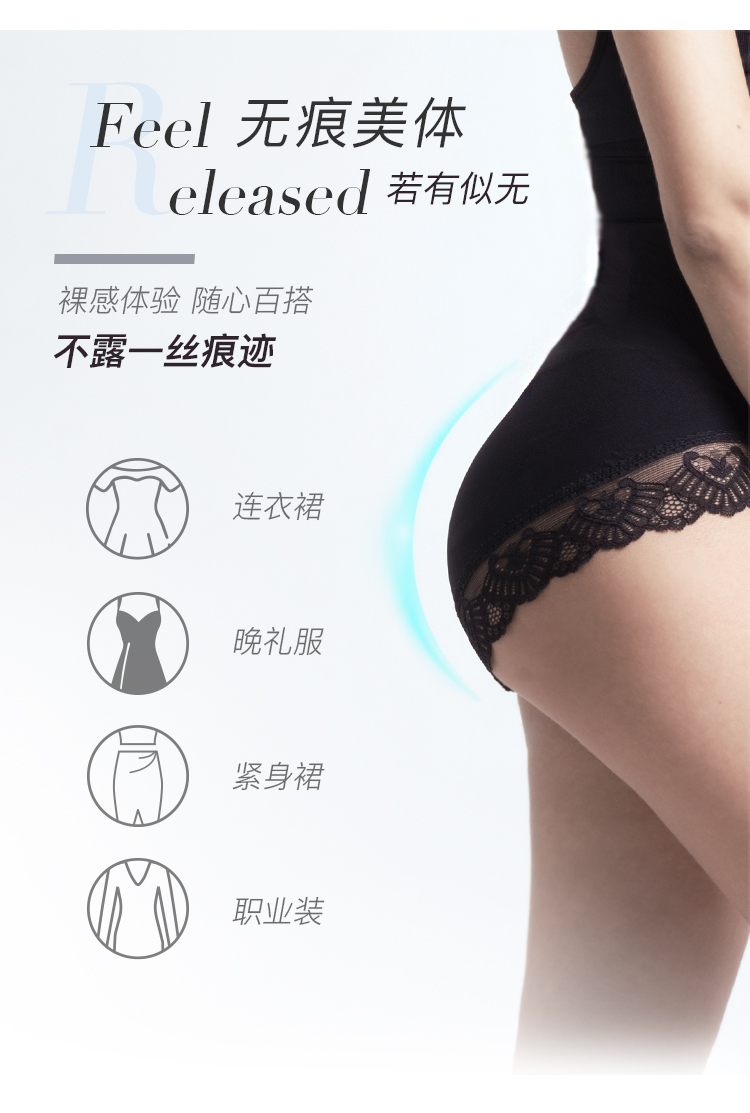 Feel 无痕美体
Released 若有似无
裸感体验 随心百搭
不露一丝痕迹
连衣裙
晚礼服
紧身裙
职业装